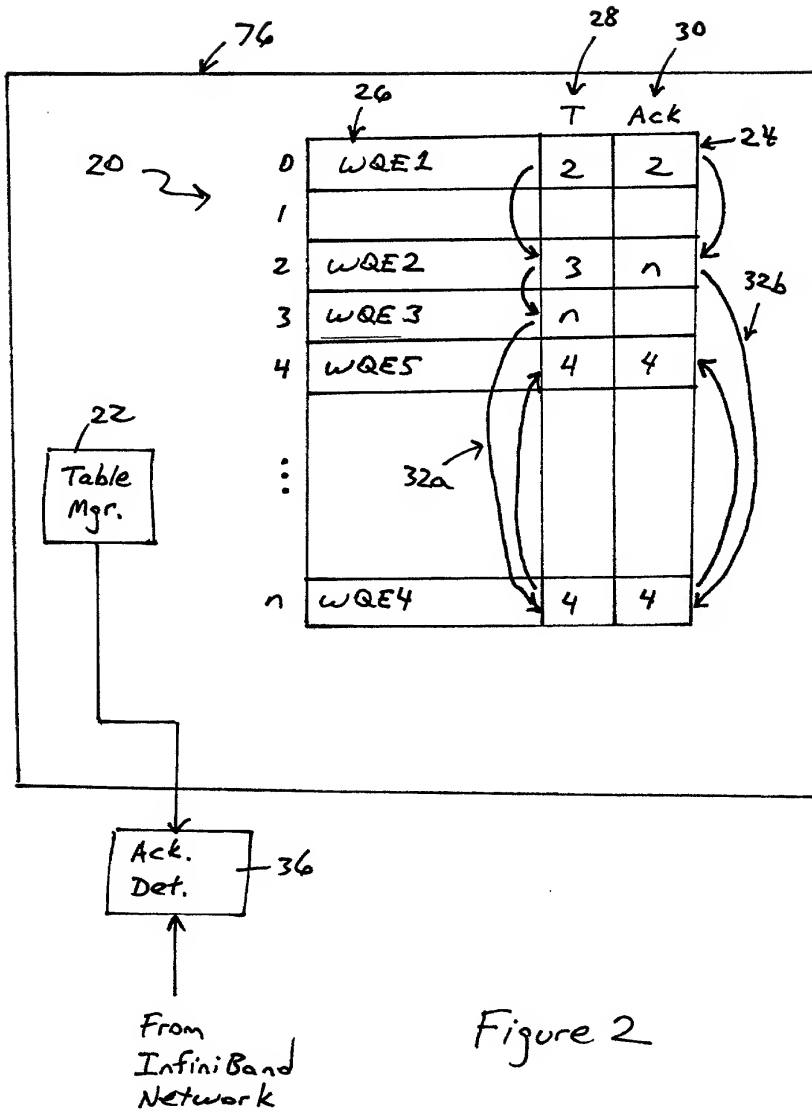 76
28 30
26 T Ack
24
20
0 WQE1 2 2
1
2 WQE2 3 n
32b
3 WQE3 n
4 WQE5 4 4
22
Table
Mgr.
32a
n WQE4 4 4
Ack.
Det.
36
From
InfiniBand
Network
Figure 2